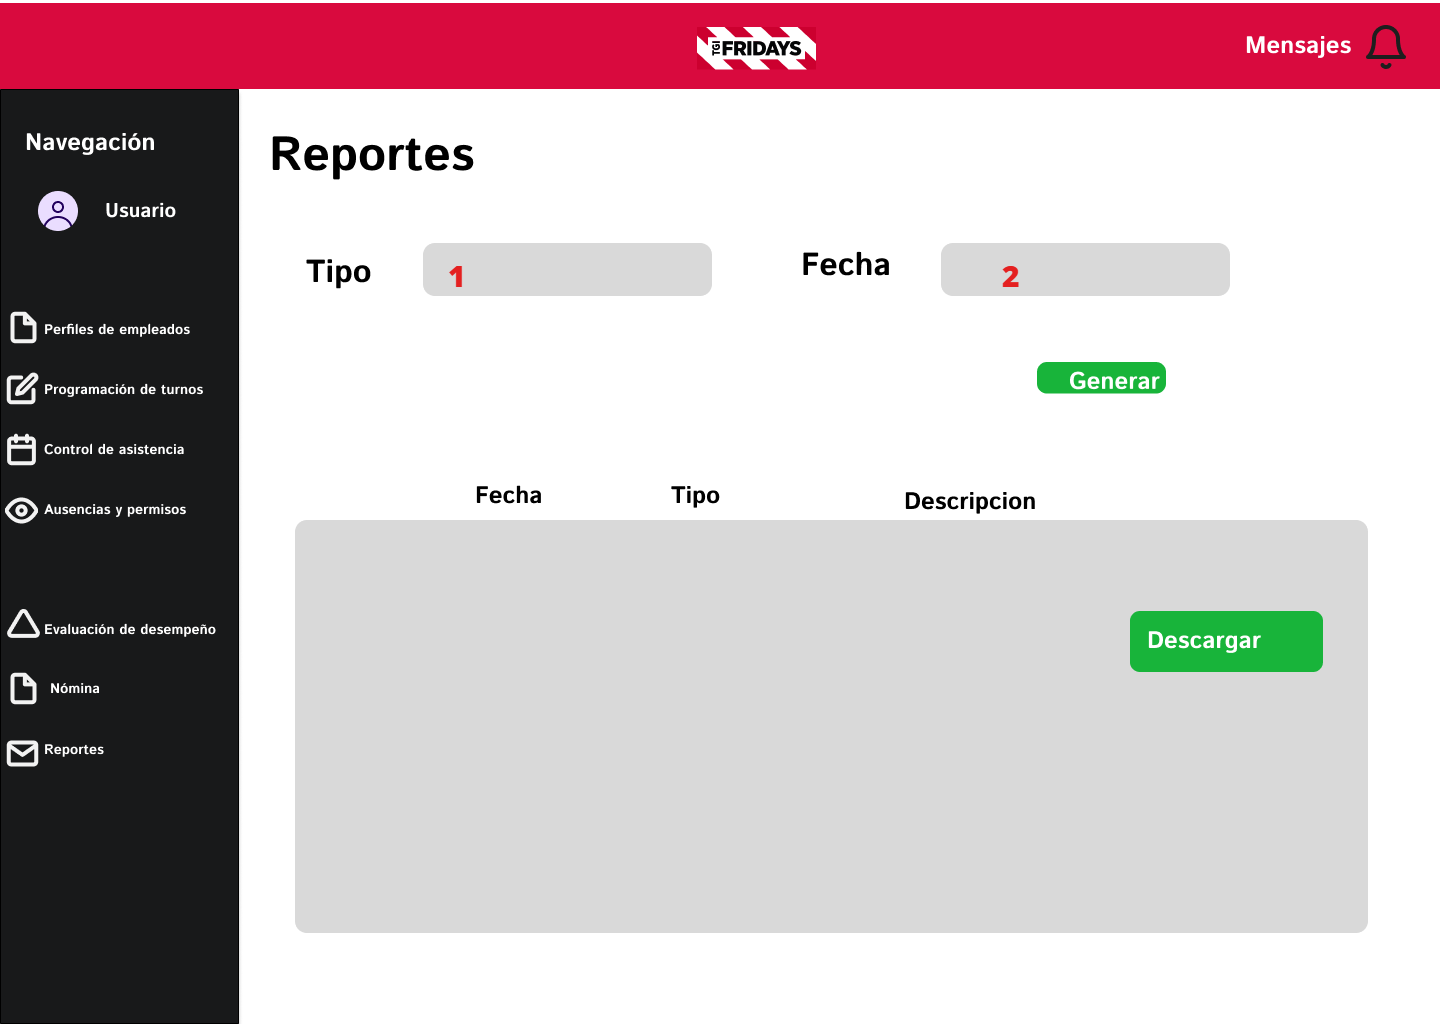 TGI FRIDAYS
Mensajes
Navegación
Usuario
Perfiles de empleados
Programación de turnos
Control de asistencia
Ausencias y permisos
Evaluación de desempeño
Nómina
Reportes
Reportes
Tipo
1
Fecha
2
Generar
Fecha
Tipo
Descripcion
Descargar